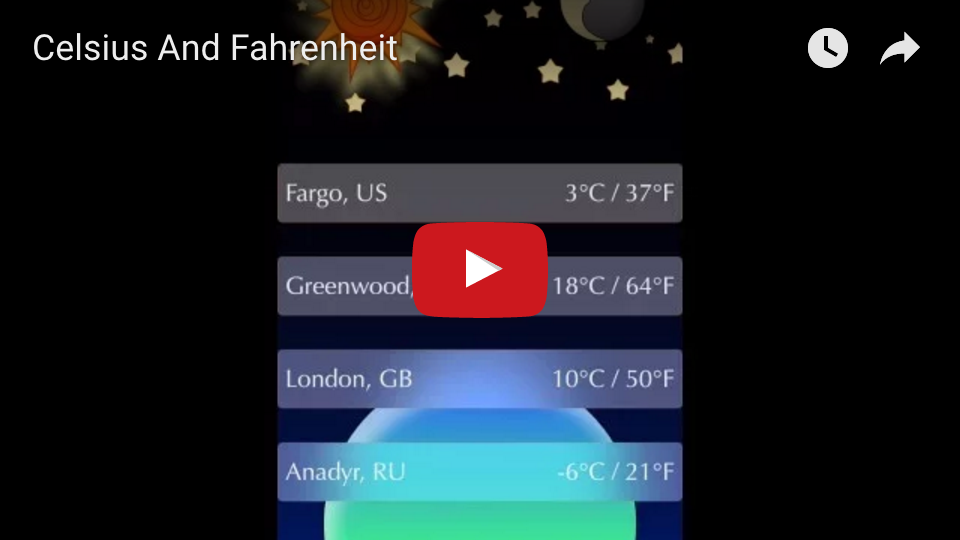 Celsius And Fahrenheit
Fargo, US 3°C / 37°F
Greenwood, 18°C / 64°F
London, GB 10°C / 50°F
Anadyr, RU -6°C / 21°F